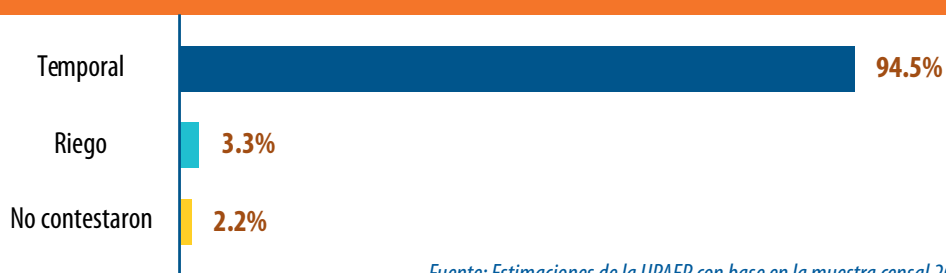 Temporal 94.5%
Riego 3.3%
No contestaron 2.2%
Fuente: Estimaciones de la UPAEP con base en la muestra censal